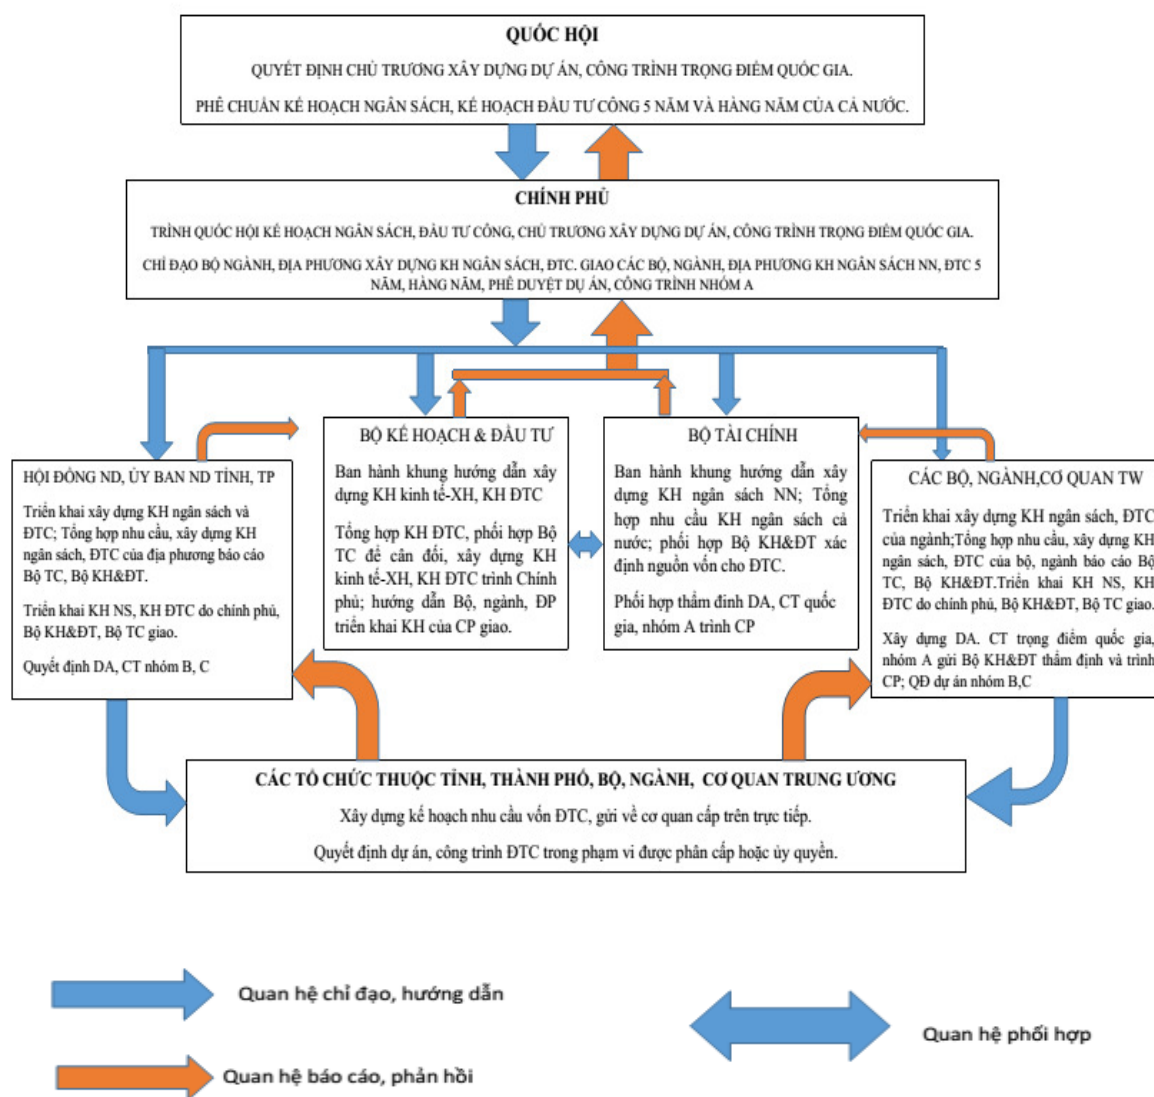 QUỐC HỘI
QUYẾT ĐỊNH CHỦ TRƯƠNG XÂY DỰNG DỰ ÁN, CÔNG TRÌNH TRỌNG ĐIỂM QUỐC GIA.
PHÊ CHUẨN KẾ HOẠCH NGÂN SÁCH, KẾ HOẠCH ĐẦU TƯ CÔNG 5 NĂM VÀ HÀNG NĂM CỦA CẢ NƯỚC.
CHÍNH PHỦ
TRÌNH QUỐC HỘI KẾ HOẠCH NGÂN SÁCH, ĐẦU TƯ CÔNG, CHỦ TRƯƠNG XÂY DỰNG DỰ ÁN, CÔNG TRÌNH TRỌNG ĐIỂM QUỐC GIA.
CHỈ ĐẠO BỘ NGÀNH, ĐỊA PHƯƠNG XÂY DỰNG KH NGÂN SÁCH, ĐTC. GIAO CÁC BỘ, NGÀNH, ĐỊA PHƯƠNG KH NGÂN SÁCH NN, ĐTC 5
NĂM, HÀNG NĂM, PHÊ DUYỆT DỰ ÁN, CÔNG TRÌNH NHÓM A
HỘI ĐỒNG ND, ỦY BAN ND TỈNH, TP
Triển khai xây dựng KH ngân sách và
ĐTC; Tổng hợp nhu cầu, xây dựng KH
ngân sách, ĐTC của địa phương báo cáo
Bộ TC, Bộ KH&ĐT.
Triển khai KH NS, KH ĐTC do chính phủ,
Bộ KH&ĐT, Bộ TC giao.
Quyết định DA, CT nhóm B, C
BỘ KẾ HOẠCH & ĐẦU TƯ
Ban hành khung hướng dẫn xây
dựng KH kinh tế-XH, KH ĐTC
Tổng hợp KH ĐTC, phối hợp Bộ
TC để cân đối, xây dựng KH
kinh tế-XH, KH ĐTC trình Chính
phủ; hướng dẫn Bộ, ngành, ĐP
triển khai KH của CP giao.
BỘ TÀI CHÍNH
Ban hành khung hướng dẫn xây
dựng KH ngân sách NN; Tổng
hợp nhu cầu KH ngân sách cả
nước; phối hợp Bộ KH&ĐT xác
định nguồn vốn cho ĐTC.
Phối hợp thẩm đinh DA, CT quốc
gia, nhóm A trình CP
CÁC BỘ, NGÀNH,CƠ QUAN TW
Triển khai xây dựng KH ngân sách, ĐTC
của ngành;Tổng hợp nhu cầu, xây dựng KH
ngân sách, ĐTC của bộ, ngành báo cáo Bộ
TC, Bộ KH&ĐT.Triển khai KH NS, KH
ĐTC do chính phủ, Bộ KH&ĐT, Bộ TC giao.
Xây dựng DA. CT trọng điểm quốc gia,
nhóm A gửi Bộ KH&ĐT thẩm định và trình
CP; QĐ dự án nhóm B,C
CÁC TỔ CHỨC THUỘC TỈNH, THÀNH PHỐ, BỘ, NGÀNH, CƠ QUAN TRUNG ƯƠNG
Xây dựng kế hoạch nhu cầu vốn ĐTC, gửi về cơ quan cấp trên trực tiếp.
Quyết định dự án, công trình ĐTC trong phạm vi được phân cấp hoặc ủy quyền.
Quan hệ chỉ đạo, hướng dẫn
Quan hệ phối hợp
Quan hệ báo cáo, phản hồi